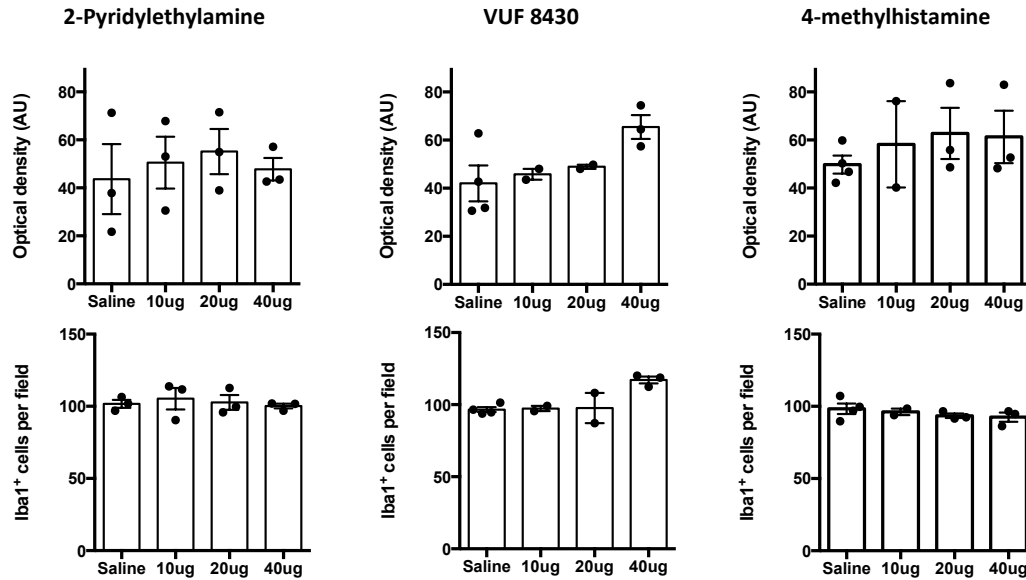 2-Pyridylethylamine
VUF 8430
4-methylhistamine
Optical density (AU)
80
60
40
20
0
Saline 10ug 20ug 40ug
Optical density (AU)
80
60
40
20
0
Saline 10ug 20ug 40ug
Optical density (AU)
80
60
40
20
0
Saline 10ug 20ug 40ug
Iba1⁺ cells per field
150
100
50
0
Saline 10ug 20ug 40ug
Iba1⁺ cells per field
150
100
50
0
Saline 10ug 20ug 40ug
Iba1⁺ cells per field
150
100
50
0
Saline 10ug 20ug 40ug